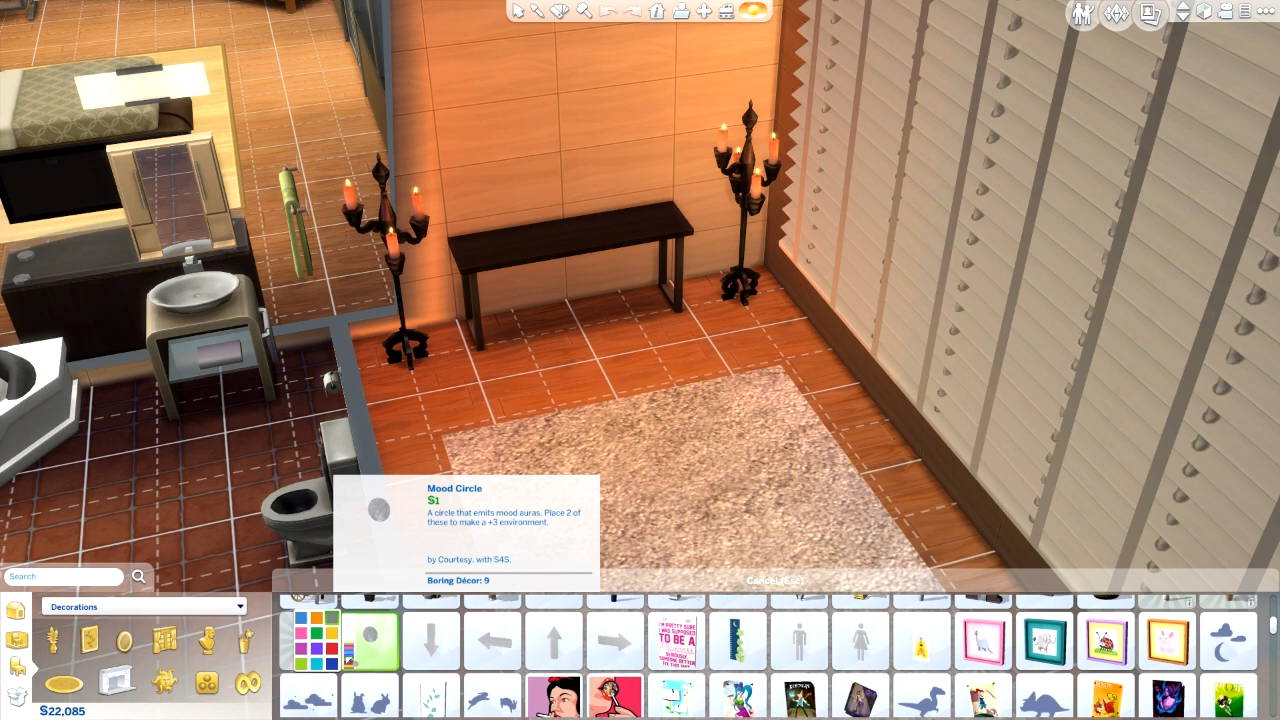 Mood Circle
§1
A circle that emits mood auras. Place 2 of
these to make a +3 environment.
by Courtesy. with S4S.
Boring Décor: 9
Search
Cancel (Esc)
Decorations
I'M PRETTY SURE
I WAS SUPPOSED
TO BE A
§22,085